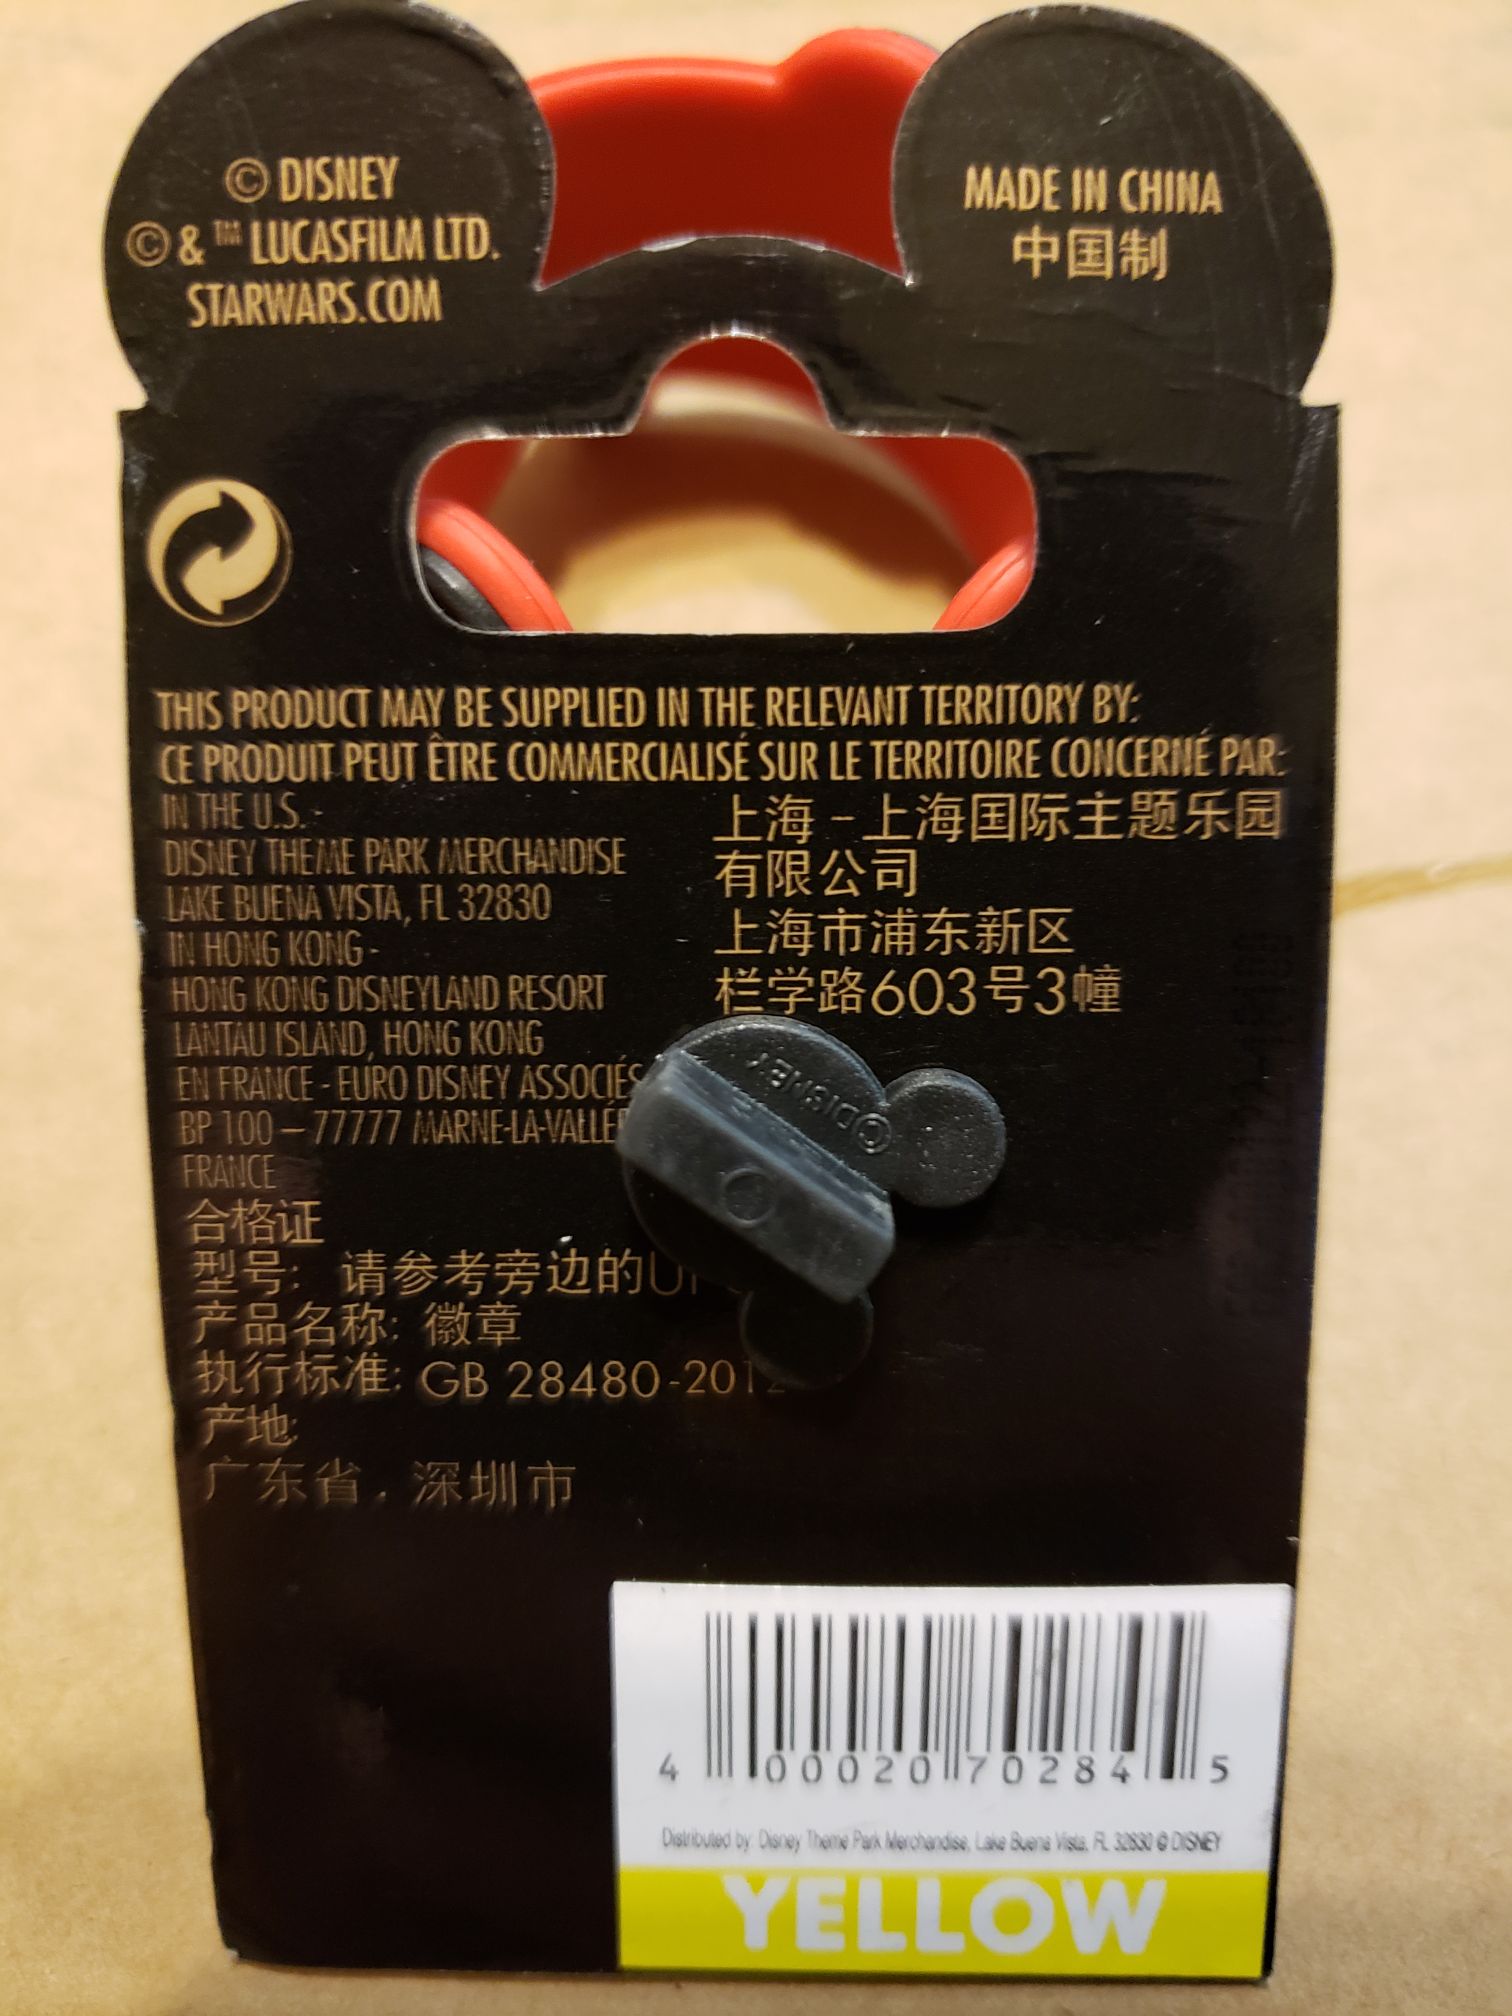 © DISNEY
© & ™ LUCASFILM LTD.
STARWARS.COM
MADE IN CHINA
中国制
THIS PRODUCT MAY BE SUPPLIED IN THE RELEVANT TERRITORY BY:
CE PRODUIT PEUT ÊTRE COMMERCIALISÉ SUR LE TERRITOIRE CONCERNÉ PAR:
IN THE U.S. -
DISNEY THEME PARK MERCHANDISE
LAKE BUENA VISTA, FL 32830
IN HONG KONG -
HONG KONG DISNEYLAND RESORT
LANTAU ISLAND, HONG KONG
EN FRANCE - EURO DISNEY ASSOCIÉS
BP 100 – 77777 MARNE-LA-VALLÉE
FRANCE
上海 - 上海国际主题乐园
有限公司
上海市浦东新区
栏学路603号3幢
合格证
型号: 请参考旁边的
产品名称: 徽章
执行标准: GB 28480-2012
产地:
广东省 . 深圳市
©DISNEY
4 00020 70284 5
Distributed by: Disney Theme Park Merchandise, Lake Buena Vista, FL 32830 © DISNEY
YELLOW